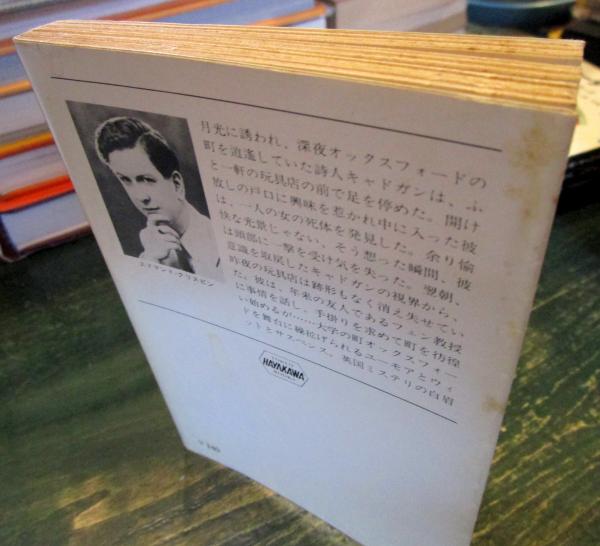 月光に誘われ、深夜オックスフォードの
町を逍遥していた詩人キャドガンは、ふ
と一軒の玩具店の前で足を停めた。開け
放しの戸口に興味を惹かれ中に入った彼
は、一人の女の死体を発見した。余り愉
快な光景じゃない、そう想った瞬間、彼
は頭部に一撃を受け気を失った。翌朝、
意識を取戻したキャドガンの視界から、
昨夜の玩具店は跡形もなく消え失せてい
た。彼は、年来の友人であるフェン教授
に事情を話し、手掛りを求めて町を彷徨
い始めるが……大学の町オックスフォー
ドを舞台に繰拡げられるユーモアとウィ
ットとサスペンス。英国ミステリの白眉
エドマンド・クリスピン
HAYAKAWA